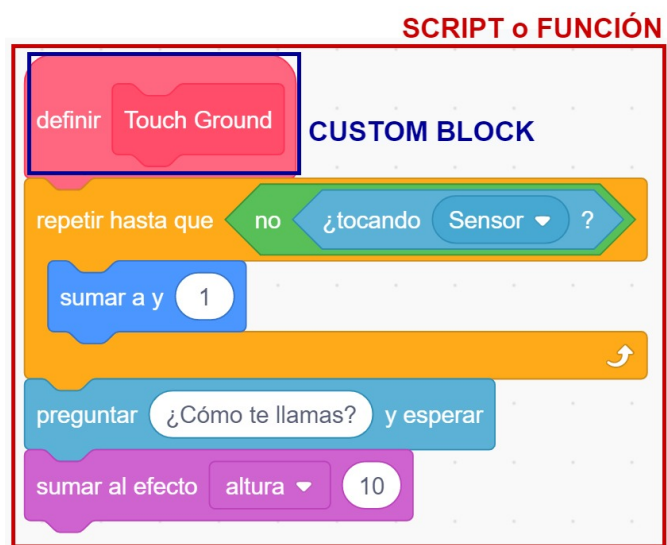 SCRIPT o FUNCIÓN
definir Touch Ground
CUSTOM BLOCK
repetir hasta que no ¿tocando Sensor ?
sumar a y 1
preguntar ¿Cómo te llamas? y esperar
sumar al efecto altura 10